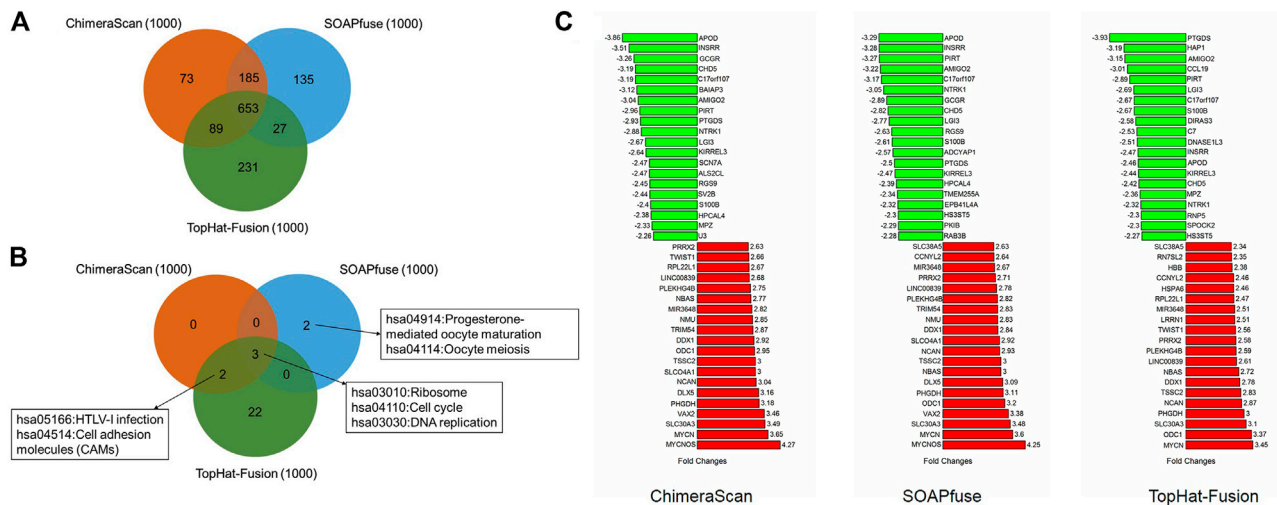 A
ChimeraScan (1000)
SOAPfuse (1000)
73
185
135
653
89
27
231
TopHat-Fusion (1000)
B
ChimeraScan (1000)
SOAPfuse (1000)
0
0
2
3
2
0
22
TopHat-Fusion (1000)
hsa04914:Progesterone-
mediated oocyte maturation
hsa04114:Oocyte meiosis
hsa03010:Ribosome
hsa04110:Cell cycle
hsa03030:DNA replication
hsa05166:HTLV-I infection
hsa04514:Cell adhesion
molecules (CAMs)
C
-3.86 APOD
-3.51 INSRR
-3.26 GCGR
-3.19 CHD5
-3.19 C17orf107
-3.12 BAIAP3
-3.04 AMIGO2
-2.96 PIRT
-2.93 PTGDS
-2.88 NTRK1
-2.67 LGI3
-2.64 KIRREL3
-2.47 SCN7A
-2.47 ALS2CL
-2.45 RGS9
-2.44 SV2B
-2.4 S100B
-2.38 HPCAL4
-2.33 MPZ
-2.26 U3
PRRX2 2.63
TWIST1 2.66
RPL22L1 2.67
LINC00839 2.68
PLEKHG4B 2.75
NBAS 2.77
MIR3648 2.82
NMU 2.85
TRIM54 2.87
DDX1 2.92
ODC1 2.95
TSSC2 3
SLCO4A1 3
NCAN 3.04
DLX5 3.16
PHGDH 3.18
VAX2 3.46
SLC30A3 3.49
MYCN 3.65
MYCNOS 4.27
Fold Changes
ChimeraScan
-3.29 APOD
-3.28 INSRR
-3.27 PIRT
-3.22 AMIGO2
-3.17 C17orf107
-3.05 NTRK1
-2.89 GCGR
-2.82 CHD5
-2.77 LGI3
-2.63 RGS9
-2.61 S100B
-2.57 ADCYAP1
-2.5 PTGDS
-2.47 KIRREL3
-2.39 HPCAL4
-2.34 TMEM255A
-2.32 EPB41L4A
-2.3 HS3ST5
-2.29 PKIB
-2.28 RAB3B
SLC38A5 2.63
CCNYL2 2.64
MIR3648 2.67
PRRX2 2.71
LINC00839 2.78
PLEKHG4B 2.82
TRIM54 2.83
NMU 2.83
DDX1 2.84
SLCO4A1 2.92
NCAN 2.93
TSSC2 3
NBAS 3
DLX5 3.09
PHGDH 3.11
ODC1 3.2
VAX2 3.38
SLC30A3 3.48
MYCN 3.6
MYCNOS 4.25
Fold Changes
SOAPfuse
-3.93 PTGDS
-3.19 HAP1
-3.15 AMIGO2
-3.01 CCL19
-2.89 PIRT
-2.69 LGI3
-2.67 C17orf107
-2.67 S100B
-2.58 DIRAS3
-2.53 C7
-2.51 DNASE1L3
-2.47 INSRR
-2.46 APOD
-2.44 KIRREL3
-2.42 CHD5
-2.36 MPZ
-2.32 NTRK1
-2.3 RNP5
-2.3 SPOCK2
-2.27 HS3ST5
SLC38A5 2.34
RN7SL2 2.35
HBB 2.38
CCNYL2 2.46
HSPA6 2.46
RPL22L1 2.47
MIR3648 2.51
LRRN1 2.51
TWIST1 2.56
PRRX2 2.58
PLEKHG4B 2.59
LINC00839 2.61
NBAS 2.72
DDX1 2.78
TSSC2 2.83
NCAN 2.87
PHGDH 3
SLC30A3 3.1
ODC1 3.37
MYCN 3.45
Fold Changes
TopHat-Fusion